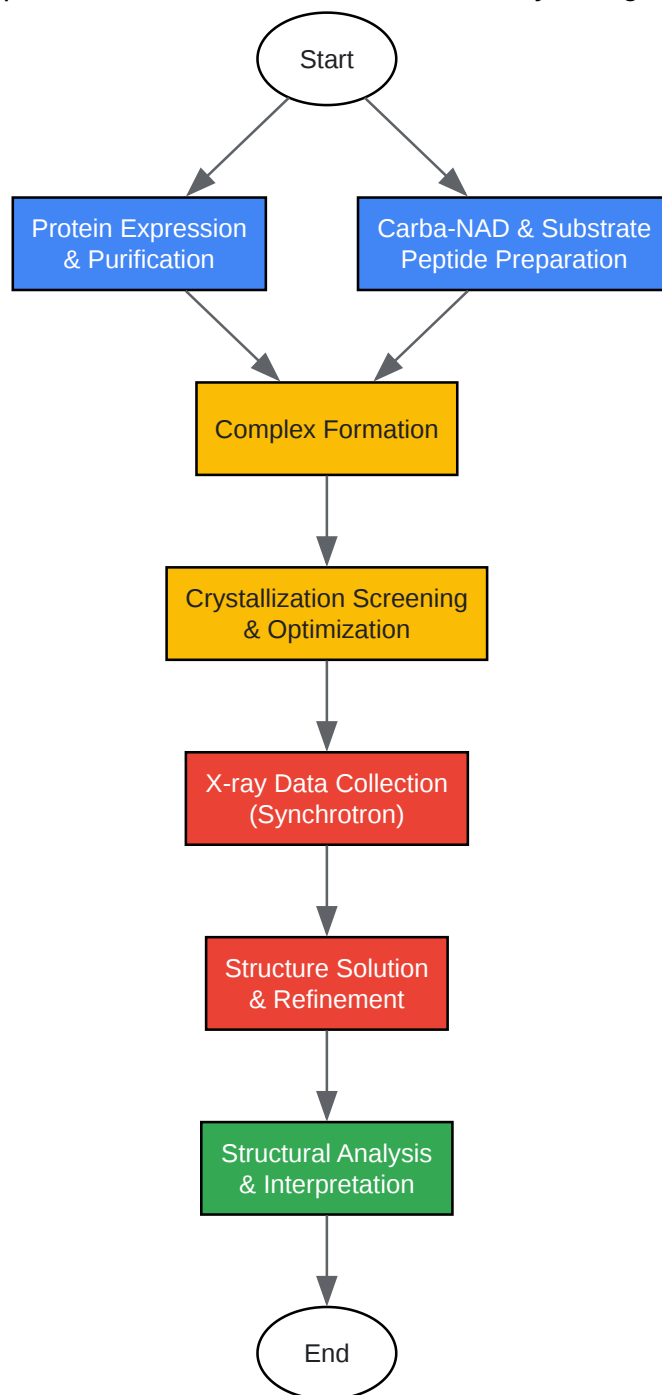 Start
Protein Expression
& Purification
Carba-NAD & Substrate
Peptide Preparation
Complex Formation
Crystallization Screening
& Optimization
X-ray Data Collection
(Synchrotron)
Structure Solution
& Refinement
Structural Analysis
& Interpretation
End